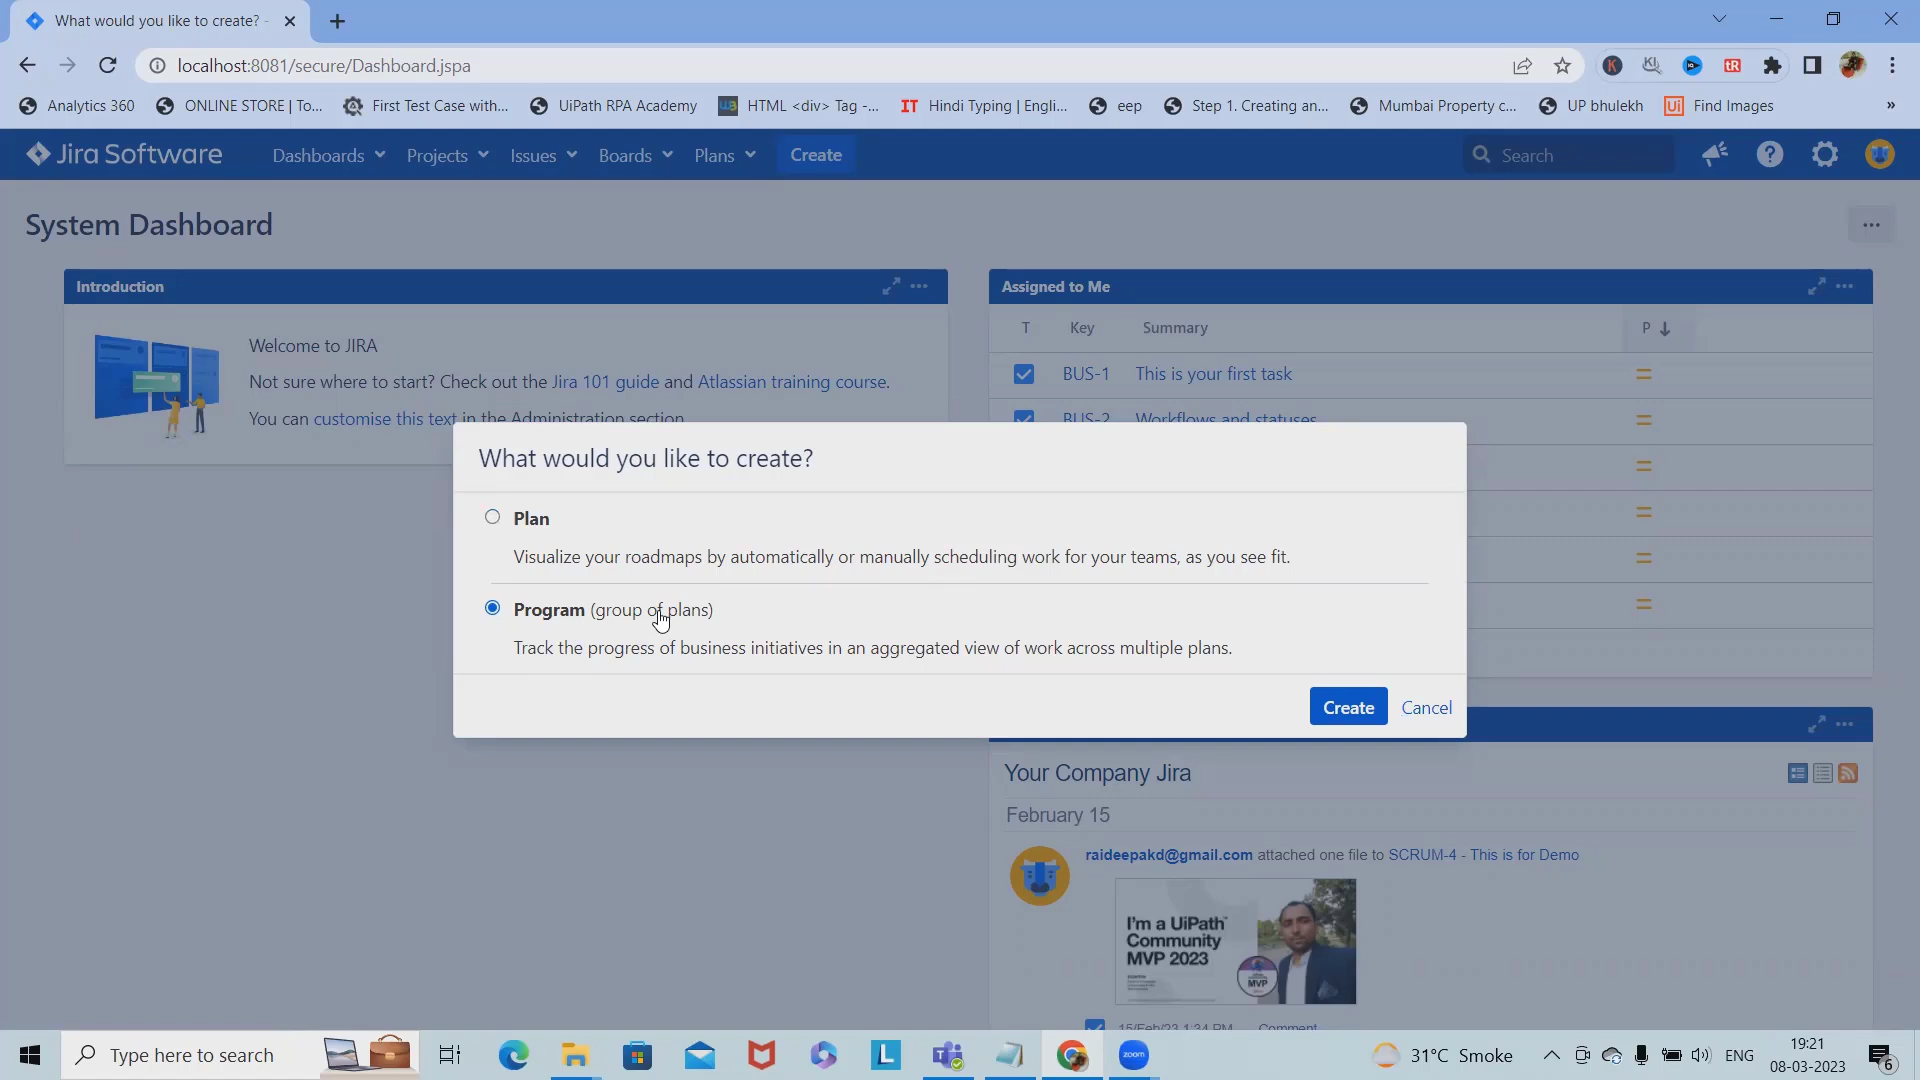 What would you like to create? -
localhost:8081/secure/Dashboard.jspa
Analytics 360
ONLINE STORE | To...
First Test Case with...
UiPath RPA Academy
HTML <div> Tag -...
Hindi Typing | Engli...
eep
Step 1. Creating an...
Mumbai Property c...
UP bhulekh
Find Images
»
Jira Software
Dashboards
Projects
Issues
Boards
Plans
Create
Search
System Dashboard
Introduction
Welcome to JIRA
Not sure where to start? Check out the Jira 101 guide and Atlassian training course.
You can customise this text in the Administration section
Assigned to Me
T Key Summary P
BUS-1 This is your first task
BUS-2 Workflows and statuses
What would you like to create?
Plan
Visualize your roadmaps by automatically or manually scheduling work for your teams, as you see fit.
Program (group of plans)
Track the progress of business initiatives in an aggregated view of work across multiple plans.
Create Cancel
Your Company Jira
February 15
raideepakd@gmail.com attached one file to SCRUM-4 - This is for Demo
I'm a UiPath
Community
MVP 2023
MVP
15/Feb/23 1:34 PM Comment
Type here to search
zoom
31°C Smoke
ENG
19:21
08-03-2023
6